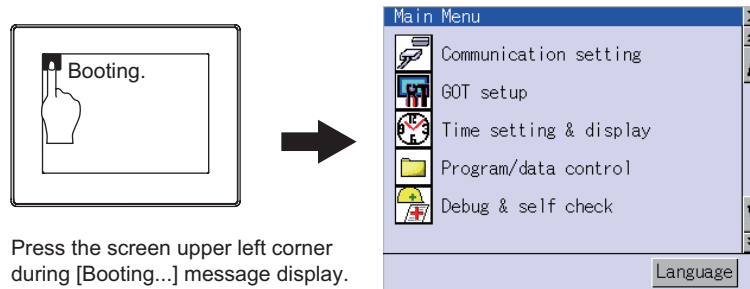 Booting.
Press the screen upper left corner
during [Booting...] message display.
Main Menu
Communication setting
GOT setup
Time setting & display
Program/data control
Debug & self check
Language